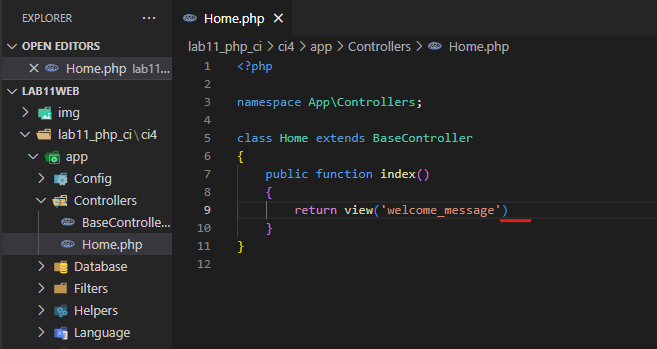 EXPLORER
OPEN EDITORS
Home.php lab11...
LAB11WEB
img
lab11_php_ci\ci4
app
Config
Controllers
BaseControlle...
Home.php
Database
Filters
Helpers
Language
Home.php
lab11_php_ci > ci4 > app > Controllers > Home.php
1 <?php
2
3 namespace App\Controllers;
4
5 class Home extends BaseController
6 {
7 public function index()
8 {
9 return view('welcome_message')
10 }
11 }
12